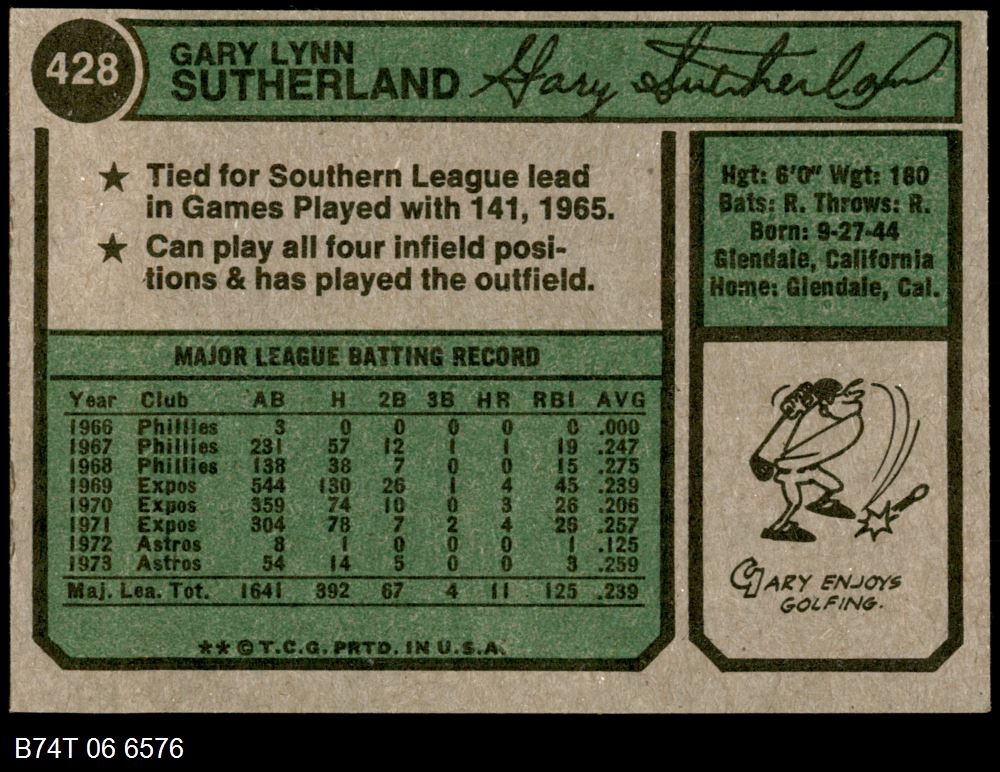 428
GARY LYNN
SUTHERLAND
Gary Sutherland
★ Tied for Southern League lead
in Games Played with 141, 1965.
★ Can play all four infield posi-
tions & has played the outfield.
Hgt: 6'0" Wgt: 180
Bats: R. Throws: R.
Born: 9-27-44
Glendale, California
Home: Glendale, Cal.
MAJOR LEAGUE BATTING RECORD
Year Club AB H 2B 3B HR RBI AVG
1966 Phillies 3 0 0 0 0 0 .000
1967 Phillies 231 57 12 1 1 19 .247
1968 Phillies 138 38 7 0 0 15 .275
1969 Expos 544 130 26 1 4 45 .239
1970 Expos 359 74 10 0 3 26 .206
1971 Expos 304 78 7 2 4 26 .257
1972 Astros 8 1 0 0 0 1 .125
1973 Astros 54 14 5 0 0 3 .259
Maj. Lea. Tot. 1641 392 67 4 11 125 .239
**© T.C.G. PRTD. IN U.S.A.
GARY ENJOYS
GOLFING.
B74T 06 6576